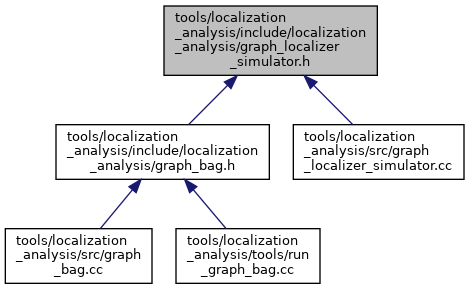 tools/localization
_analysis/include/localization
_analysis/graph_localizer
_simulator.h
tools/localization
_analysis/include/localization
_analysis/graph_bag.h
tools/localization
_analysis/src/graph
_localizer_simulator.cc
tools/localization
_analysis/src/graph
_bag.cc
tools/localization
_analysis/tools/run
_graph_bag.cc